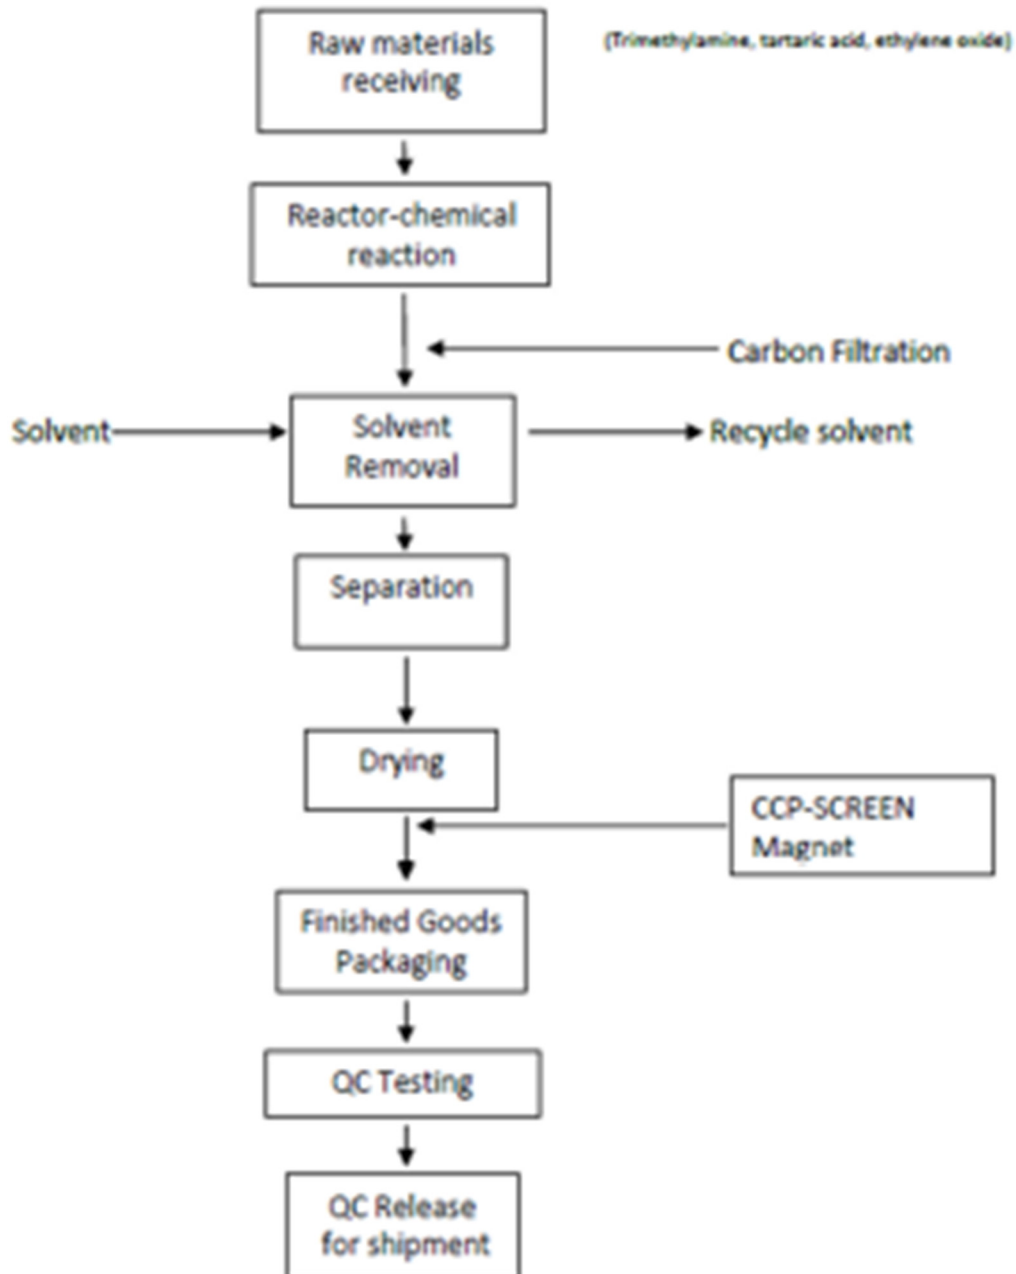 Raw materials
receiving
(Trimethylamine, tartaric acid, ethylene oxide)
Reactor-chemical
reaction
Carbon Filtration
Solvent
Solvent
Removal
Recycle solvent
Separation
Drying
CCP-SCREEN
Magnet
Finished Goods
Packaging
QC Testing
QC Release
for shipment